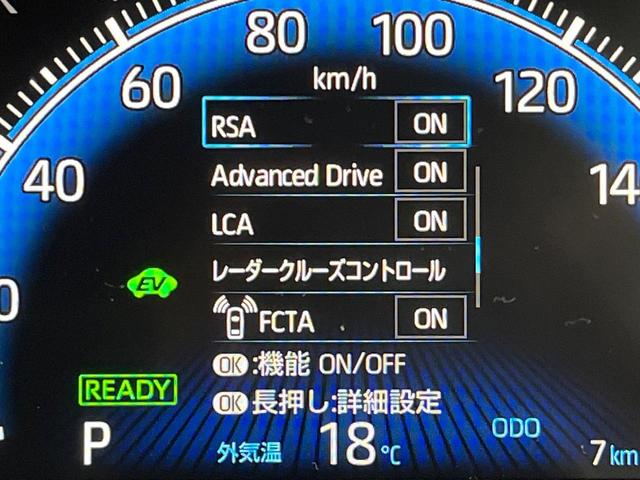 80 100
km/h
60 120
RSA ON
Advanced Drive ON
40 14
LCA ON
レーダークルーズコントロール
EV
0
FCTA ON
OK:機能 ON/OFF
READY
OK 長押し:詳細設定
P 外気温 18℃ ODO 7 km